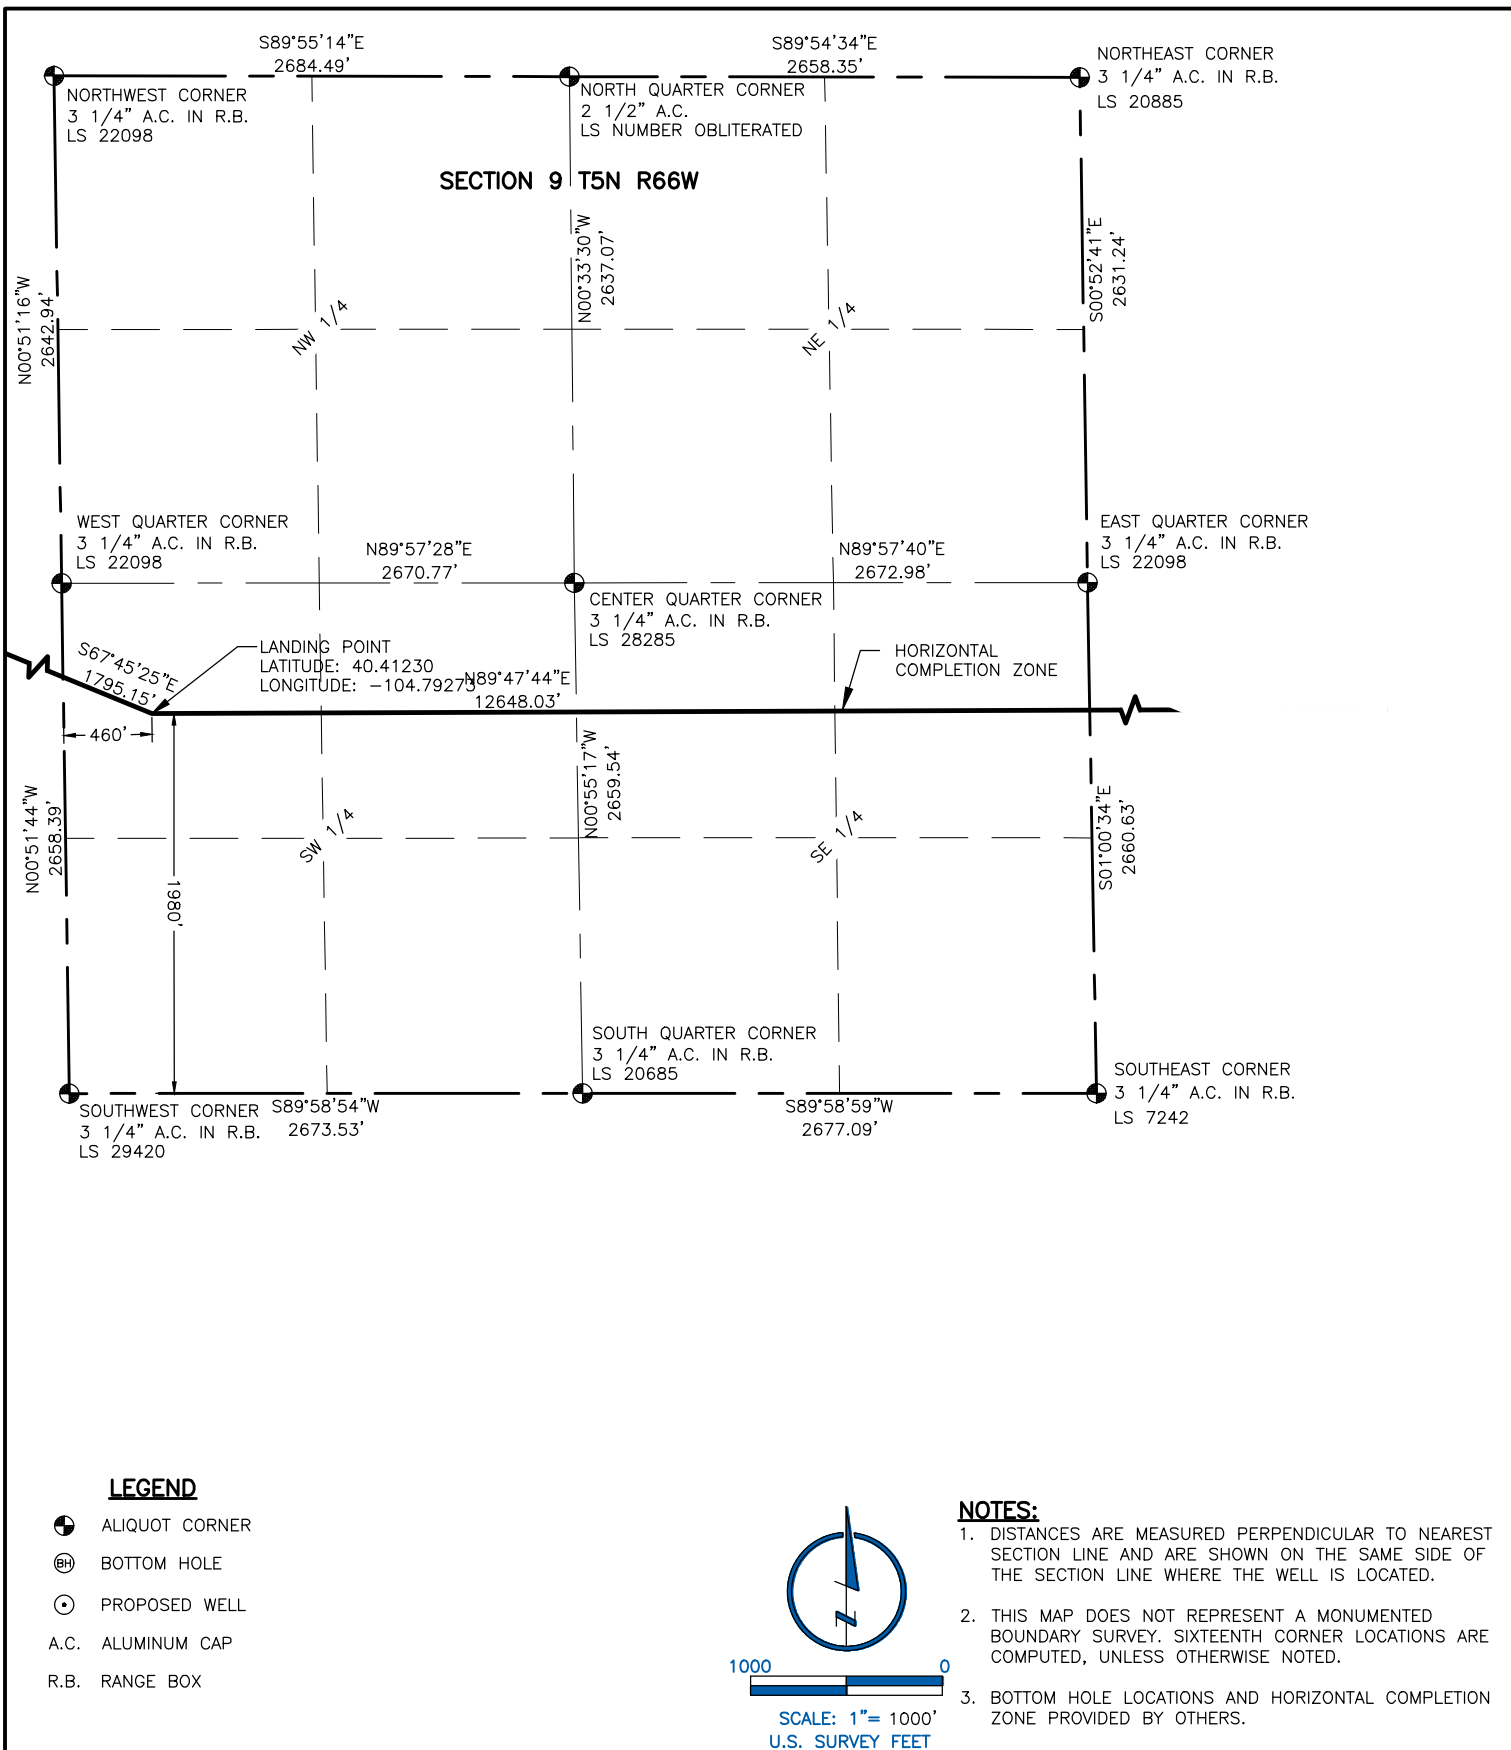 S89°55'14"E
2684.49'
S89°54'34"E
2658.35'
NORTHEAST CORNER
3 1/4" A.C. IN R.B.
LS 20885
NORTHWEST CORNER
3 1/4" A.C. IN R.B.
LS 22098
NORTH QUARTER CORNER
2 1/2" A.C.
LS NUMBER OBLITERATED
SECTION 9 T5N R66W
N00°51'16"W
2642.94'
N00°33'30"W
2637.07'
S00°52'41"E
2631.24'
NW 1/4
NE 1/4
WEST QUARTER CORNER
3 1/4" A.C. IN R.B.
LS 22098
N89°57'28"E
2670.77'
N89°57'40"E
2672.98'
EAST QUARTER CORNER
3 1/4" A.C. IN R.B.
LS 22098
CENTER QUARTER CORNER
3 1/4" A.C. IN R.B.
LS 28285
S67°45'25"E
1795.15'
LANDING POINT
LATITUDE: 40.41230
LONGITUDE: -104.79273
N89°47'44"E
12648.03'
HORIZONTAL
COMPLETION ZONE
460'
N00°51'44"W
2658.39'
1980'
N00°55'17"W
2659.54'
S01°00'34"E
2660.63'
SW 1/4
SE 1/4
SOUTH QUARTER CORNER
3 1/4" A.C. IN R.B.
LS 20685
SOUTHWEST CORNER
3 1/4" A.C. IN R.B.
LS 29420
S89°58'54"W
2673.53'
S89°58'59"W
2677.09'
SOUTHEAST CORNER
3 1/4" A.C. IN R.B.
LS 7242
LEGEND
ALIQUOT CORNER
BH BOTTOM HOLE
PROPOSED WELL
A.C. ALUMINUM CAP
R.B. RANGE BOX
N
1000 0
SCALE: 1"= 1000'
U.S. SURVEY FEET
NOTES:
1. DISTANCES ARE MEASURED PERPENDICULAR TO NEAREST
SECTION LINE AND ARE SHOWN ON THE SAME SIDE OF
THE SECTION LINE WHERE THE WELL IS LOCATED.
2. THIS MAP DOES NOT REPRESENT A MONUMENTED
BOUNDARY SURVEY. SIXTEENTH CORNER LOCATIONS ARE
COMPUTED, UNLESS OTHERWISE NOTED.
3. BOTTOM HOLE LOCATIONS AND HORIZONTAL COMPLETION
ZONE PROVIDED BY OTHERS.